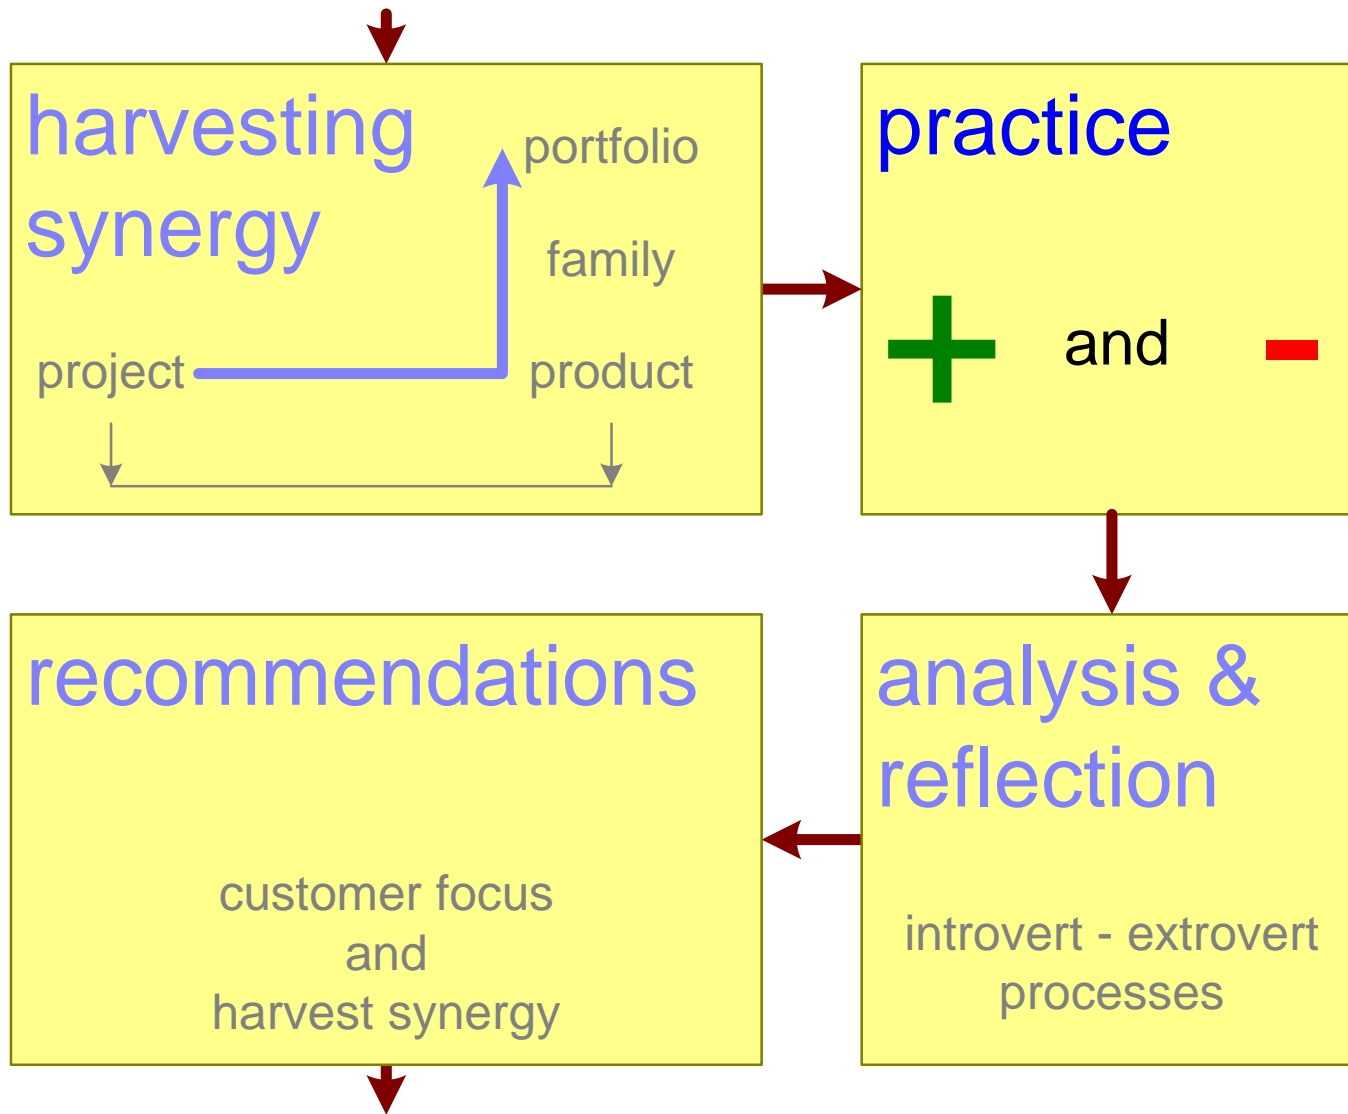 harvesting
synergy
portfolio
family
project
product
practice
+ and -
recommendations
customer focus
and
harvest synergy
analysis &
reflection
introvert - extrovert
processes